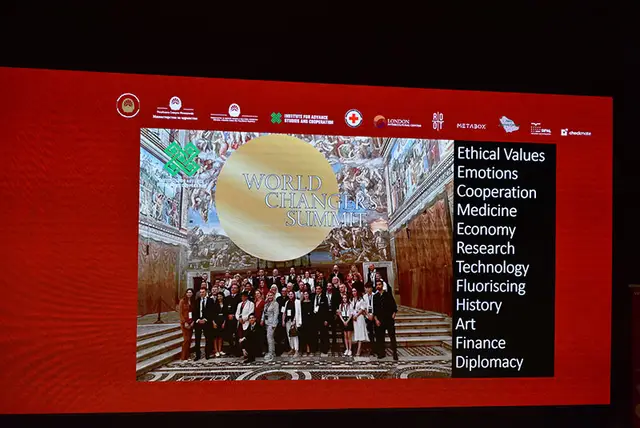 INSTITUTE FOR ADVANCE
STUDIES AND COOPERATION
LONDON
METABOX
checkmate
WORLD
CHANGERS
SUMMIT
Ethical Values
Emotions
Cooperation
Medicine
Economy
Research
Technology
Fluoriscing
History
Art
Finance
Diplomacy